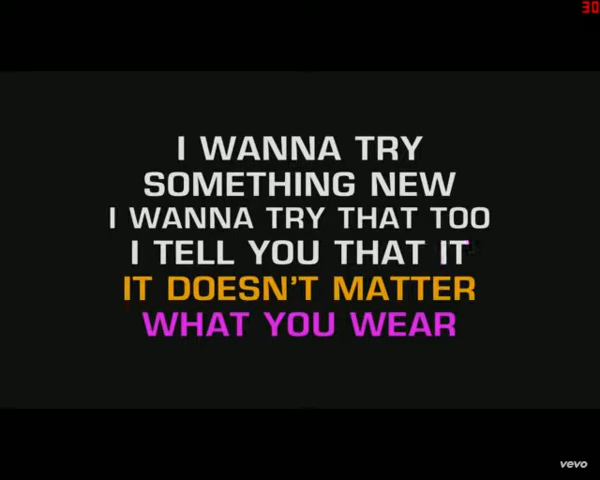 30
I WANNA TRY
SOMETHING NEW
I WANNA TRY THAT TOO
I TELL YOU THAT IT
IT DOESN'T MATTER
WHAT YOU WEAR
vevo